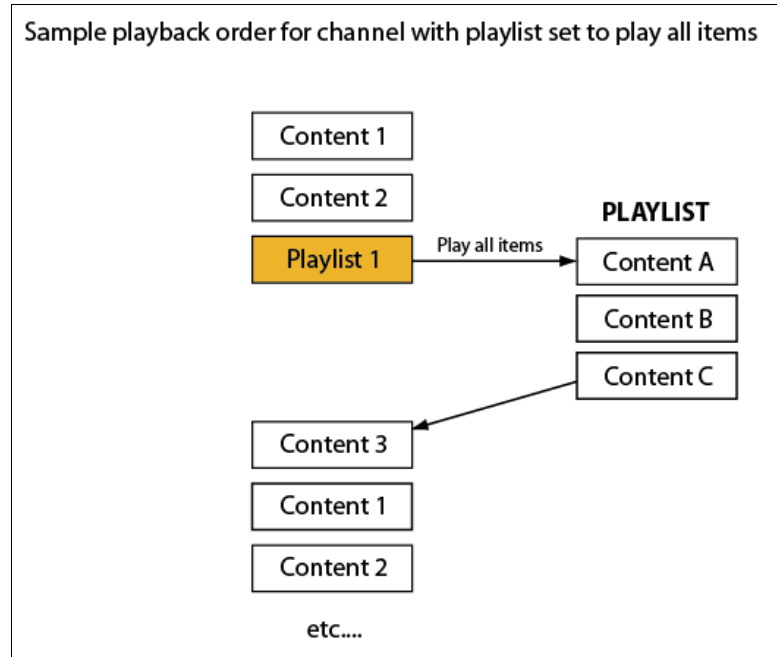 Sample playback order for channel with playlist set to play all items
Content 1
Content 2
PLAYLIST
Playlist 1
Play all items
Content A
Content B
Content C
Content 3
Content 1
Content 2
etc....